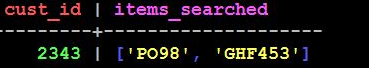 cust_id | items_searched
---------+---------------------
2343 | ['PO98', 'GHF453']